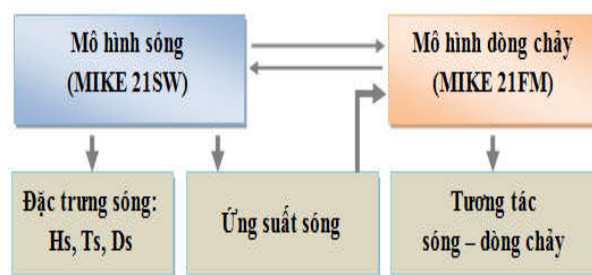 Mô hình sóng
(MIKE 21SW)
Mô hình dòng chảy
(MIKE 21FM)
Đặc trưng sóng:
Hs, Ts, Ds
Ứng suất sóng
Tương tác
sóng – dòng chảy